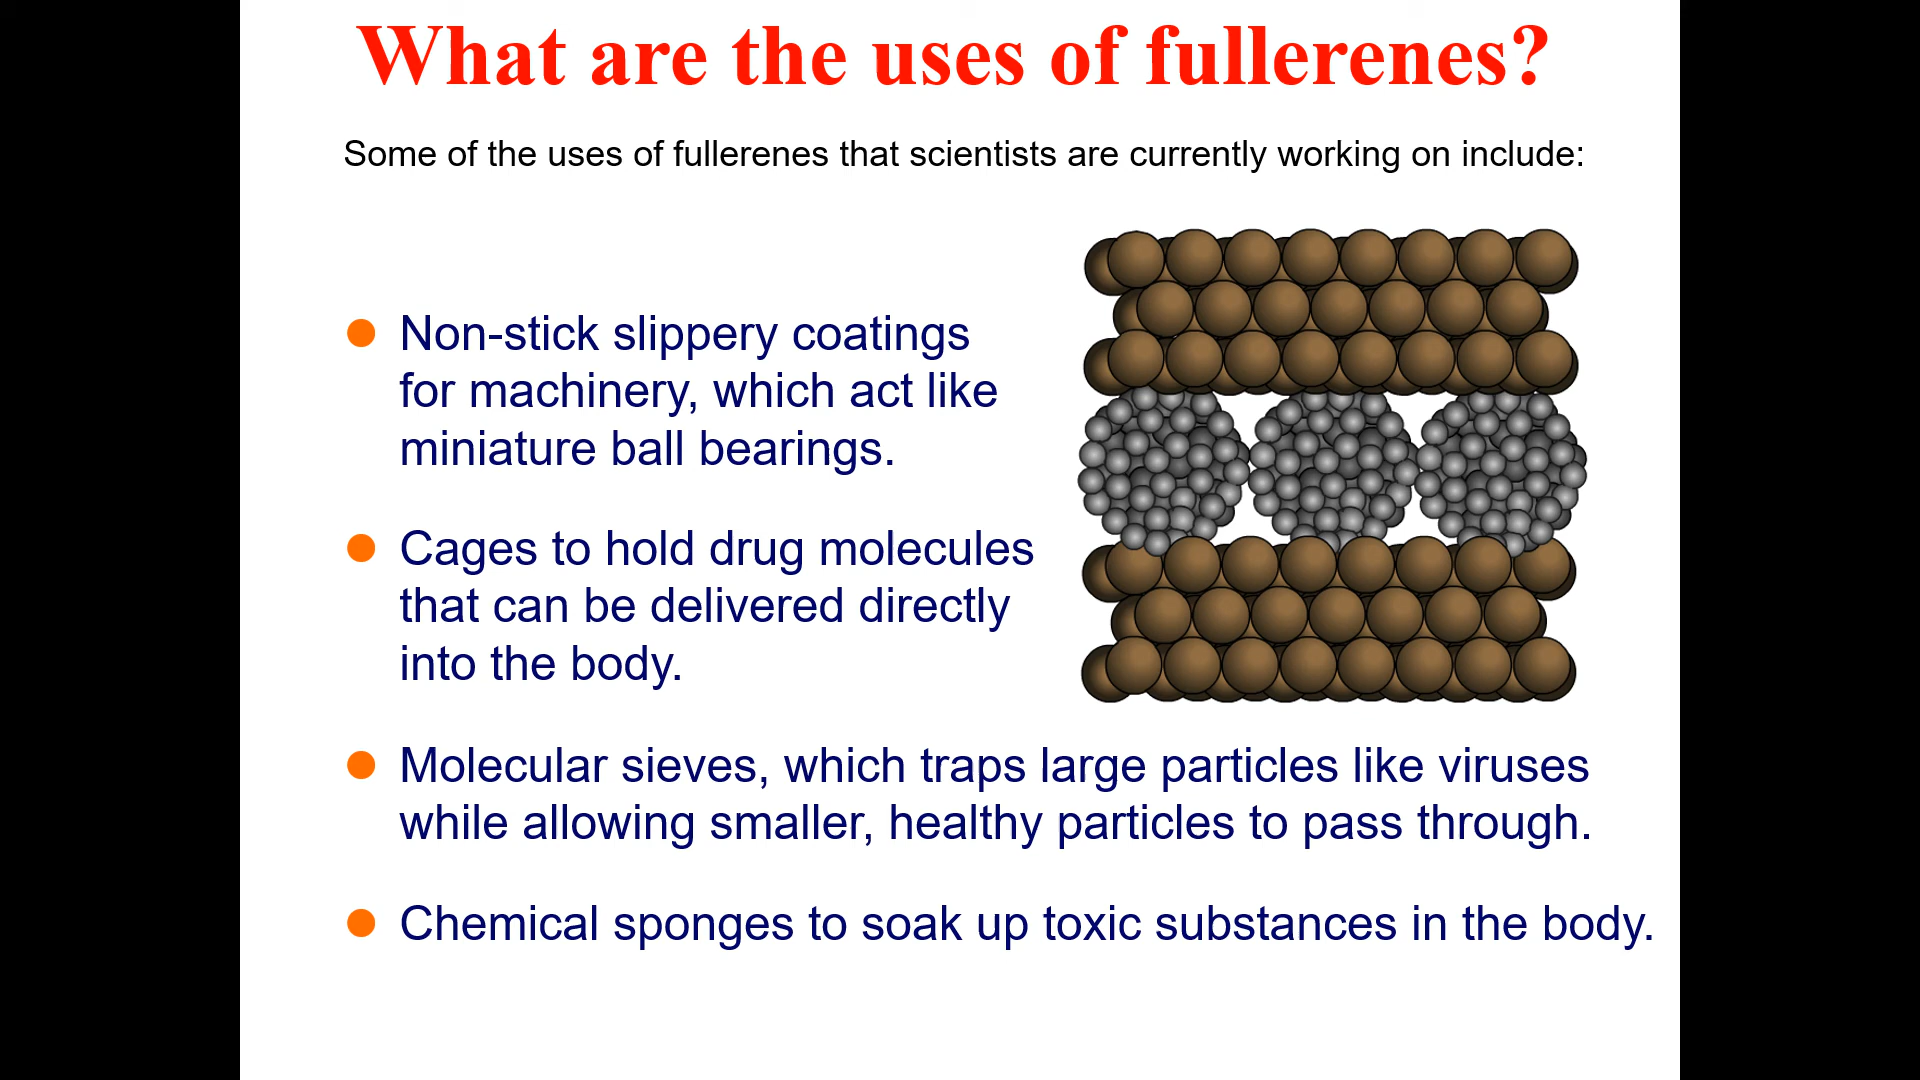 What are the uses of fullerenes?
Some of the uses of fullerenes that scientists are currently working on include:
Non-stick slippery coatings
for machinery, which act like
miniature ball bearings.
Cages to hold drug molecules
that can be delivered directly
into the body.
Molecular sieves, which traps large particles like viruses
while allowing smaller, healthy particles to pass through.
Chemical sponges to soak up toxic substances in the body.